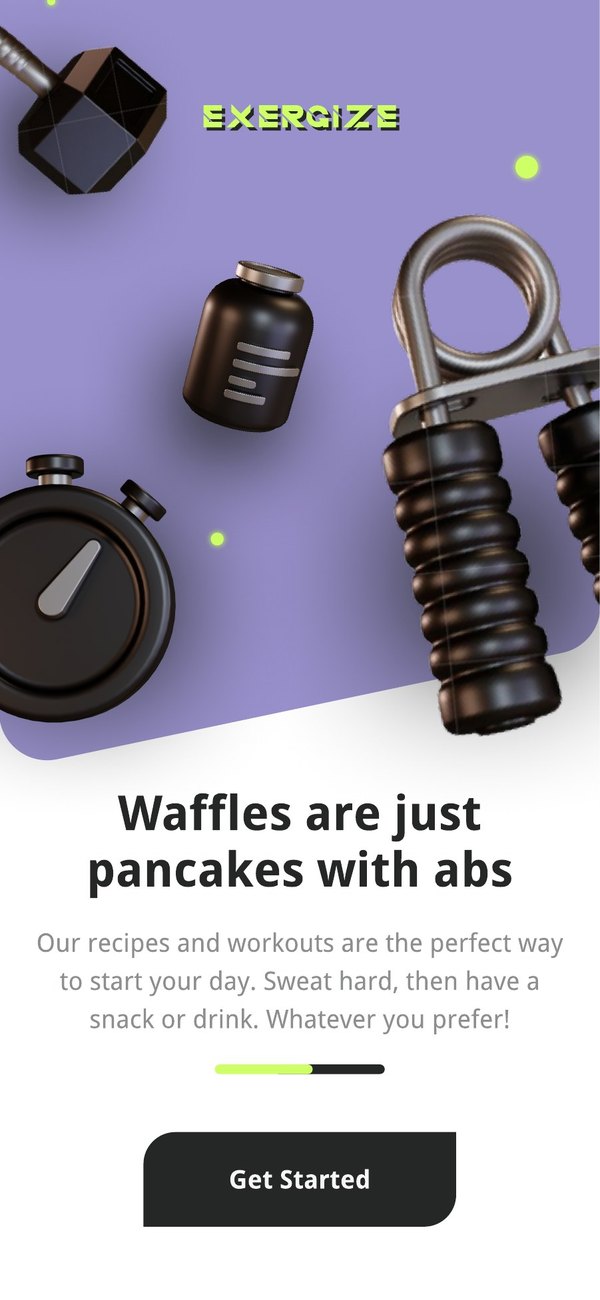 EXERGIZE
Waffles are just
pancakes with abs
Our recipes and workouts are the perfect way
to start your day. Sweat hard, then have a
snack or drink. Whatever you prefer!
Get Started